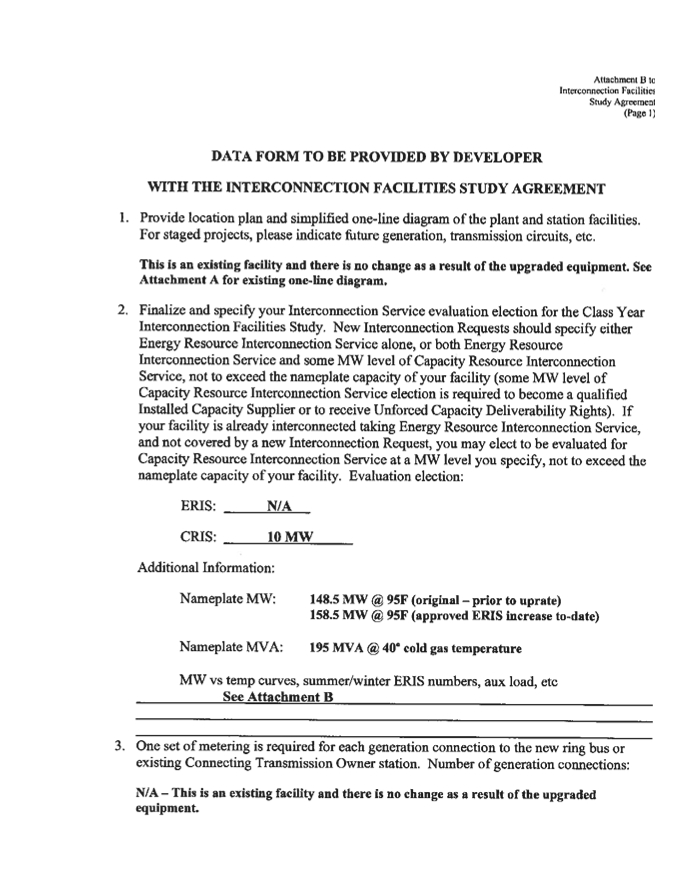 Attachment B to
Interconnection Facilities
Study Agreement
(Page 1)
DATA FORM TO BE PROVIDED BY DEVELOPER
WITH THE INTERCONNECTION FACILITIES STUDY AGREEMENT
1. Provide location plan and simplified one-line diagram of the plant and station facilities.
For staged projects, please indicate future generation, transmission circuits, etc.
This is an existing facility and there is no change as a result of the upgraded equipment. See
Attachment A for existing one-line diagram.
2. Finalize and specify your Interconnection Service evaluation election for the Class Year
Interconnection Facilities Study. New Interconnection Requests should specify either
Energy Resource Interconnection Service alone, or both Energy Resource
Interconnection Service and some MW level of Capacity Resource Interconnection
Service, not to exceed the nameplate capacity of your facility (some MW level of
Capacity Resource Interconnection Service election is required to become a qualified
Installed Capacity Supplier or to receive Unforced Capacity Deliverability Rights). If
your facility is already interconnected taking Energy Resource Interconnection Service,
and not covered by a new Interconnection Request, you may elect to be evaluated for
Capacity Resource Interconnection Service at a MW level you specify, not to exceed the
nameplate capacity of your facility. Evaluation election:
ERIS: N/A
CRIS: 10 MW
Additional Information:
Nameplate MW: 148.5 MW @ 95F (original – prior to uprate)
158.5 MW @ 95F (approved ERIS increase to-date)
Nameplate MVA: 195 MVA @ 40° cold gas temperature
MW vs temp curves, summer/winter ERIS numbers, aux load, etc
See Attachment B
3. One set of metering is required for each generation connection to the new ring bus or
existing Connecting Transmission Owner station. Number of generation connections:
N/A – This is an existing facility and there is no change as a result of the upgraded
equipment.